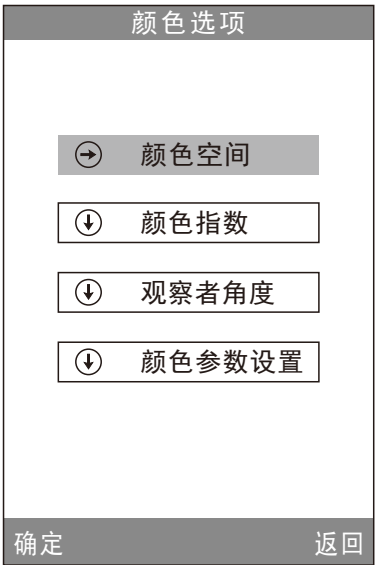 颜色选项
颜色空间
颜色指数
观察者角度
颜色参数设置
确定 返回